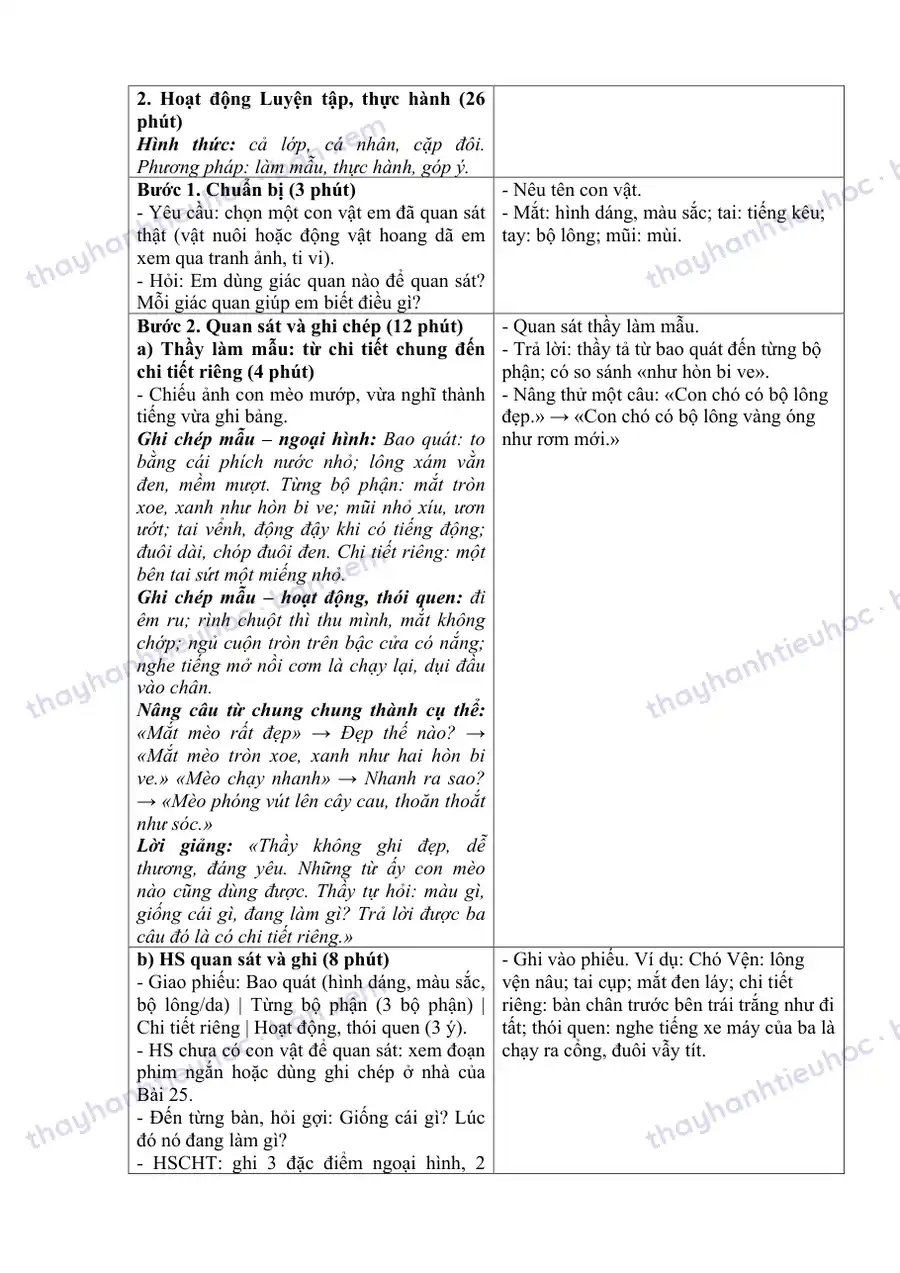 2. Hoạt động Luyện tập, thực hành (26
phút)
Hình thức: cả lớp, cá nhân, cặp đôi.
Phương pháp: làm mẫu, thực hành, góp ý.
Bước 1. Chuẩn bị (3 phút)
- Yêu cầu: chọn một con vật em đã quan sát
thật (vật nuôi hoặc động vật hoang dã em
xem qua tranh ảnh, ti vi).
- Hỏi: Em dùng giác quan nào để quan sát?
Mỗi giác quan giúp em biết điều gì?
- Nêu tên con vật.
- Mắt: hình dáng, màu sắc; tai: tiếng kêu;
tay: bộ lông; mũi: mùi.
Bước 2. Quan sát và ghi chép (12 phút)
a) Thầy làm mẫu: từ chi tiết chung đến
chi tiết riêng (4 phút)
- Chiếu ảnh con mèo mướp, vừa nghĩ thành
tiếng vừa ghi bảng.
Ghi chép mẫu – ngoại hình: Bao quát: to
bằng cái phích nước nhỏ; lông xám vằn
đen, mềm mượt. Từng bộ phận: mắt tròn
xoe, xanh như hòn bi ve; mũi nhỏ xíu, ươn
ướt; tai vểnh, động đậy khi có tiếng động;
đuôi dài, chóp đuôi đen. Chi tiết riêng: một
bên tai sứt một miếng nhỏ.
Ghi chép mẫu – hoạt động, thói quen: đi
êm ru; rình chuột thì thu mình, mắt không
chớp; ngủ cuộn tròn trên bậc cửa có nắng;
nghe tiếng mở nồi cơm là chạy lại, dụi đầu
vào chân.
Nâng câu từ chung chung thành cụ thể:
«Mắt mèo rất đẹp» → Đẹp thế nào? →
«Mắt mèo tròn xoe, xanh như hai hòn bi
ve.» «Mèo chạy nhanh» → Nhanh ra sao?
→ «Mèo phóng vút lên cây cau, thoăn thoắt
như sóc.»
Lời giảng: «Thầy không ghi đẹp, dễ
thương, đáng yêu. Những từ ấy con mèo
nào cũng dùng được. Thầy tự hỏi: màu gì,
giống cái gì, đang làm gì? Trả lời được ba
câu đó là có chi tiết riêng.»
- Quan sát thầy làm mẫu.
- Trả lời: thầy tả từ bao quát đến từng bộ
phận; có so sánh «như hòn bi ve».
- Nâng thử một câu: «Con chó có bộ lông
đẹp.» → «Con chó có bộ lông vàng óng
như rơm mới.»
b) HS quan sát và ghi (8 phút)
- Giao phiếu: Bao quát (hình dáng, màu sắc,
bộ lông/da) | Từng bộ phận (3 bộ phận) |
Chi tiết riêng | Hoạt động, thói quen (3 ý).
- HS chưa có con vật để quan sát: xem đoạn
phim ngắn hoặc dùng ghi chép ở nhà của
Bài 25.
- Đến từng bàn, hỏi gợi: Giống cái gì? Lúc
đó nó đang làm gì?
- HSCHT: ghi 3 đặc điểm ngoại hình, 2
- Ghi vào phiếu. Ví dụ: Chó Vện: lông
vện nâu; tai cụp; mắt đen láy; chi tiết
riêng: bàn chân trước bên trái trắng như đi
tất; thói quen: nghe tiếng xe máy của ba là
chạy ra cổng, đuôi vẫy tít.
thayhanhtieuhoc · bản xem
thayhanhtieuhoc · b
thayhanhtieuhoc · bản xem
thayhanhtieuhoc · b
thayhanhtieuhoc · bản xem
thayhanhtieuhoc · b